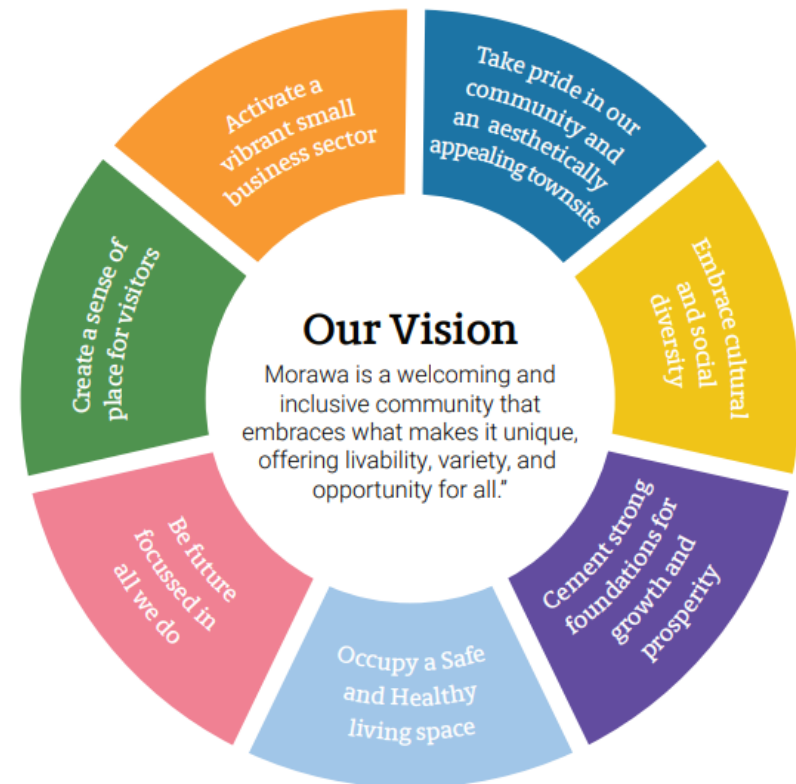 Our Vision
Morawa is a welcoming and
inclusive community that
embraces what makes it unique,
offering livability, variety, and
opportunity for all.”
Take pride in our
community and
an aesthetically
appealing townsite
Embrace cultural
and social
diversity
Cement strong
foundations for
growth and
prosperity
Occupy a Safe
and Healthy
living space
Be future
focussed in
all we do
Create a sense of
place for visitors
Activate a
vibrant small
business sector